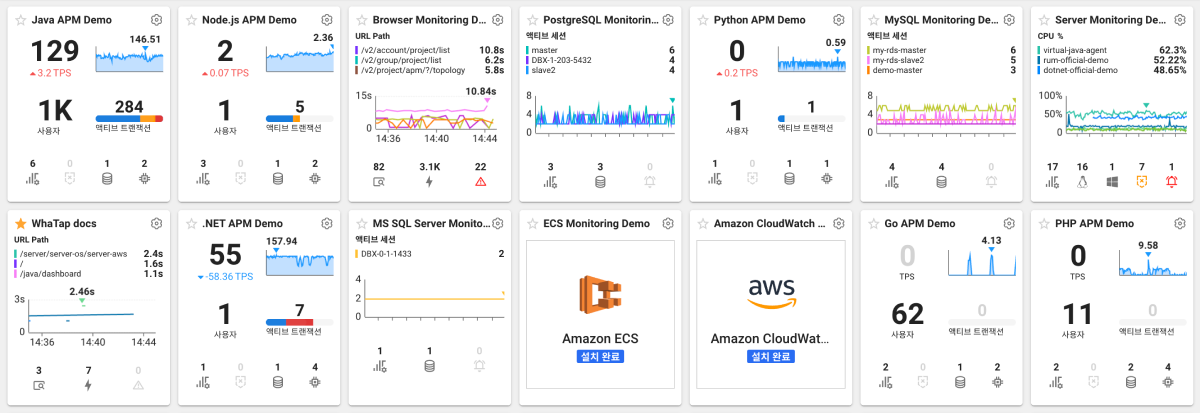 Java APM Demo
129
3.2 TPS
146.51
1K
사용자
284
액티브 트랜잭션
6 0 1 2
Node.js APM Demo
2
0.07 TPS
2.36
1
사용자
5
액티브 트랜잭션
3 0 1 2
Browser Monitoring D...
URL Path
/v2/account/project/list 10.8s
/v2/group/project/list 6.2s
/v2/project/apm/?/topology 5.8s
10.84s
15s
0
14:36 14:40 14:44
82 3.1K 22
PostgreSQL Monitorin...
액티브 세션
master 6
DBX-1-203-5432 4
slave2 4
8
4
0
3 3 0
Python APM Demo
0
0.2 TPS
0.59
1
사용자
1
액티브 트랜잭션
1 0 1 1
MySQL Monitoring De...
액티브 세션
my-rds-master 6
my-rds-slave2 5
demo-master 3
8
4
0
4 4 0
Server Monitoring De...
CPU %
virtual-java-agent 62.3%
rum-official-demo 52.22%
dotnet-official-demo 48.65%
100%
50%
0
17 16 1 7 1
WhaTap docs
URL Path
/server/server-os/server-aws 2.4s
/ 1.6s
/java/dashboard 1.1s
2.46s
3s
0
14:36 14:40 14:44
3 7 0
.NET APM Demo
55
-58.36 TPS
157.94
1
사용자
7
액티브 트랜잭션
1 0 1 4
MS SQL Server Monito...
액티브 세션
DBX-0-1-1433 2
4
2
0
1 1 0
ECS Monitoring Demo
Amazon ECS
설치 완료
Amazon CloudWatch ...
aws
Amazon CloudWat...
설치 완료
Go APM Demo
0
TPS
4.13
62
사용자
0
액티브 트랜잭션
2 0 1 2
PHP APM Demo
0
TPS
9.58
11
사용자
0
액티브 트랜잭션
2 0 2 4